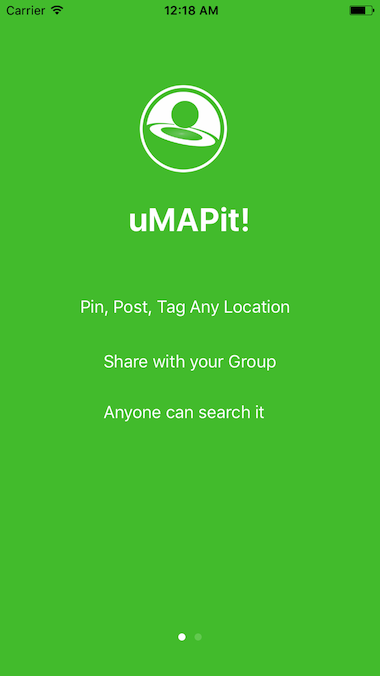 Carrier 12:18 AM
uMAPit!
Pin, Post, Tag Any Location
Share with your Group
Anyone can search it